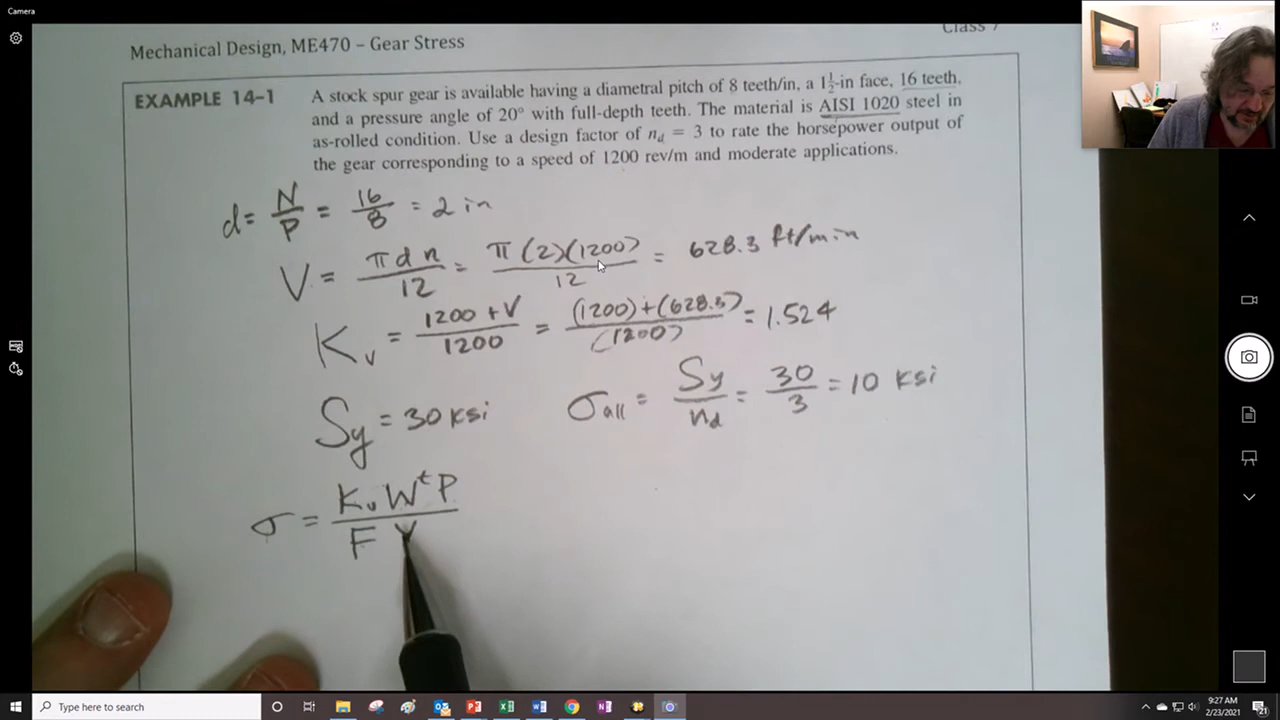 Camera
Class 7
Mechanical Design, ME470 – Gear Stress
EXAMPLE 14–1 A stock spur gear is available having a diametral pitch of 8 teeth/in, a 1½-in face, 16 teeth,
and a pressure angle of 20° with full-depth teeth. The material is AISI 1020 steel in
as-rolled condition. Use a design factor of n_d = 3 to rate the horsepower output of
the gear corresponding to a speed of 1200 rev/m and moderate applications.
d = N/P = 16/8 = 2 in
V = πdn/12 = π(2)(1200)/12 = 628.3 ft/min
K_v = 1200+V/1200 = (1200)+(628.3)/(1200) = 1.524
S_y = 30 ksi σ_all = S_y/n_d = 30/3 = 10 ksi
σ = K_v W^t P/F Y
Type here to search
9:27 AM
2/23/2021
21